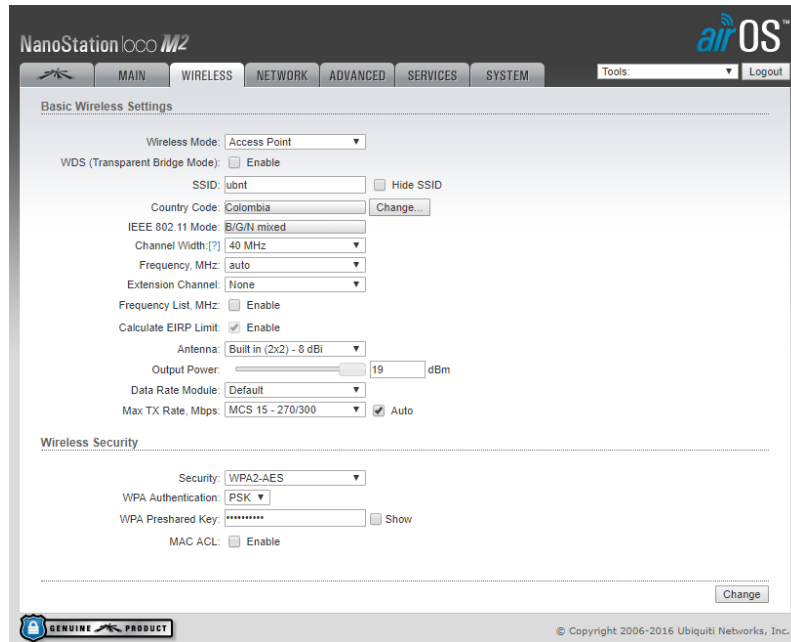 NanoStation loco M2
airOS™
MAIN WIRELESS NETWORK ADVANCED SERVICES SYSTEM Tools: Logout
Basic Wireless Settings
Wireless Mode: Access Point
WDS (Transparent Bridge Mode): Enable
SSID: ubnt Hide SSID
Country Code: Colombia Change...
IEEE 802.11 Mode: B/G/N mixed
Channel Width:[?] 40 MHz
Frequency, MHz: auto
Extension Channel: None
Frequency List, MHz: Enable
Calculate EIRP Limit: Enable
Antenna: Built in (2x2) - 8 dBi
Output Power: 19 dBm
Data Rate Module: Default
Max TX Rate, Mbps: MCS 15 - 270/300 Auto
Wireless Security
Security: WPA2-AES
WPA Authentication: PSK
WPA Preshared Key: •••••••••• Show
MAC ACL: Enable
Change
GENUINE PRODUCT
© Copyright 2006-2016 Ubiquiti Networks, Inc.